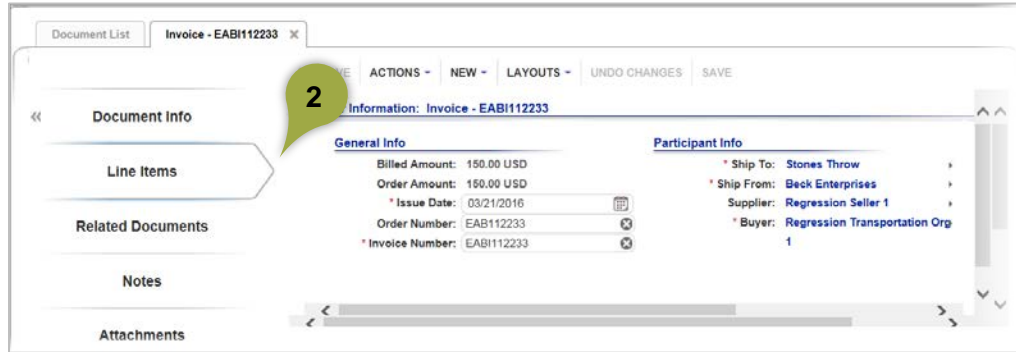 Document List
Invoice - EABI112233
ACTIONS
NEW
LAYOUTS
UNDO CHANGES
SAVE
2
Information: Invoice - EABI112233
Document Info
Line Items
Related Documents
Notes
Attachments
General Info
Billed Amount: 150.00 USD
Order Amount: 150.00 USD
* Issue Date: 03/21/2016
Order Number: EAB112233
* Invoice Number: EABI112233
Participant Info
* Ship To: Stones Throw
* Ship From: Beck Enterprises
Supplier: Regression Seller 1
* Buyer: Regression Transportation Org
1